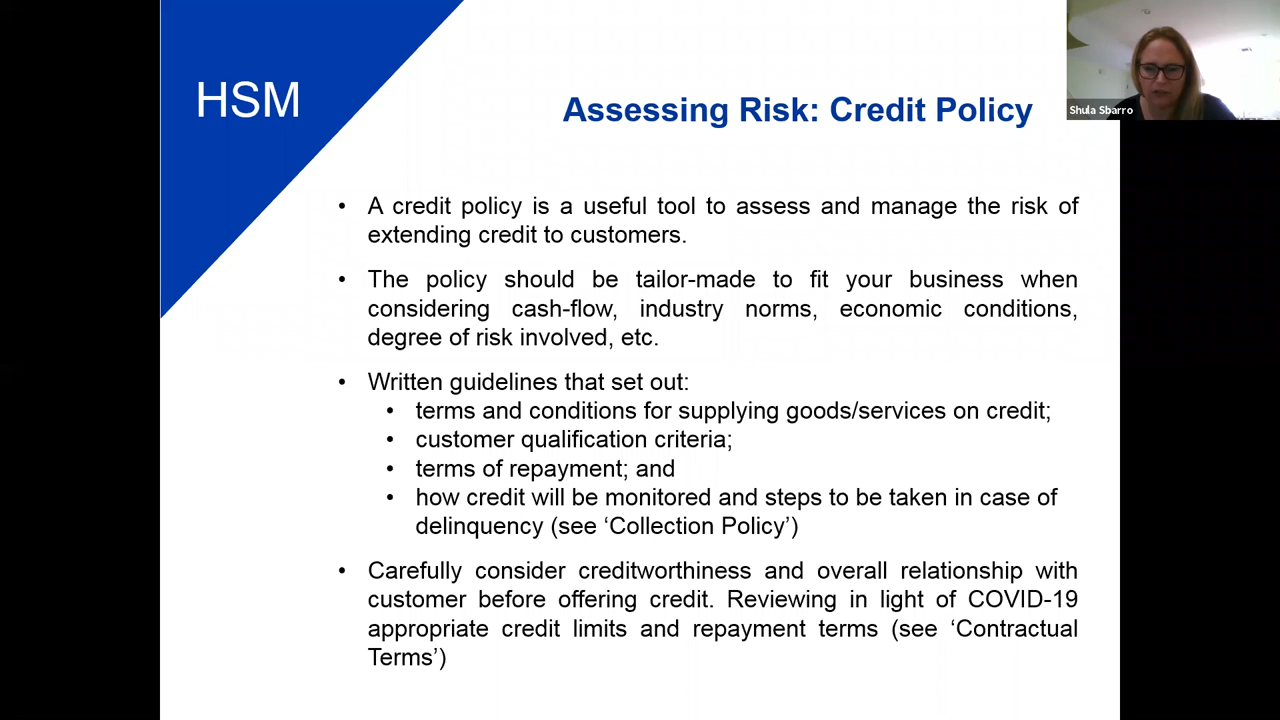 HSM
Assessing Risk: Credit Policy
Shula Sbarro
• A credit policy is a useful tool to assess and manage the risk of
extending credit to customers.
• The policy should be tailor-made to fit your business when
considering cash-flow, industry norms, economic conditions,
degree of risk involved, etc.
• Written guidelines that set out:
• terms and conditions for supplying goods/services on credit;
• customer qualification criteria;
• terms of repayment; and
• how credit will be monitored and steps to be taken in case of
delinquency (see ‘Collection Policy’)
• Carefully consider creditworthiness and overall relationship with
customer before offering credit. Reviewing in light of COVID-19
appropriate credit limits and repayment terms (see ‘Contractual
Terms’)